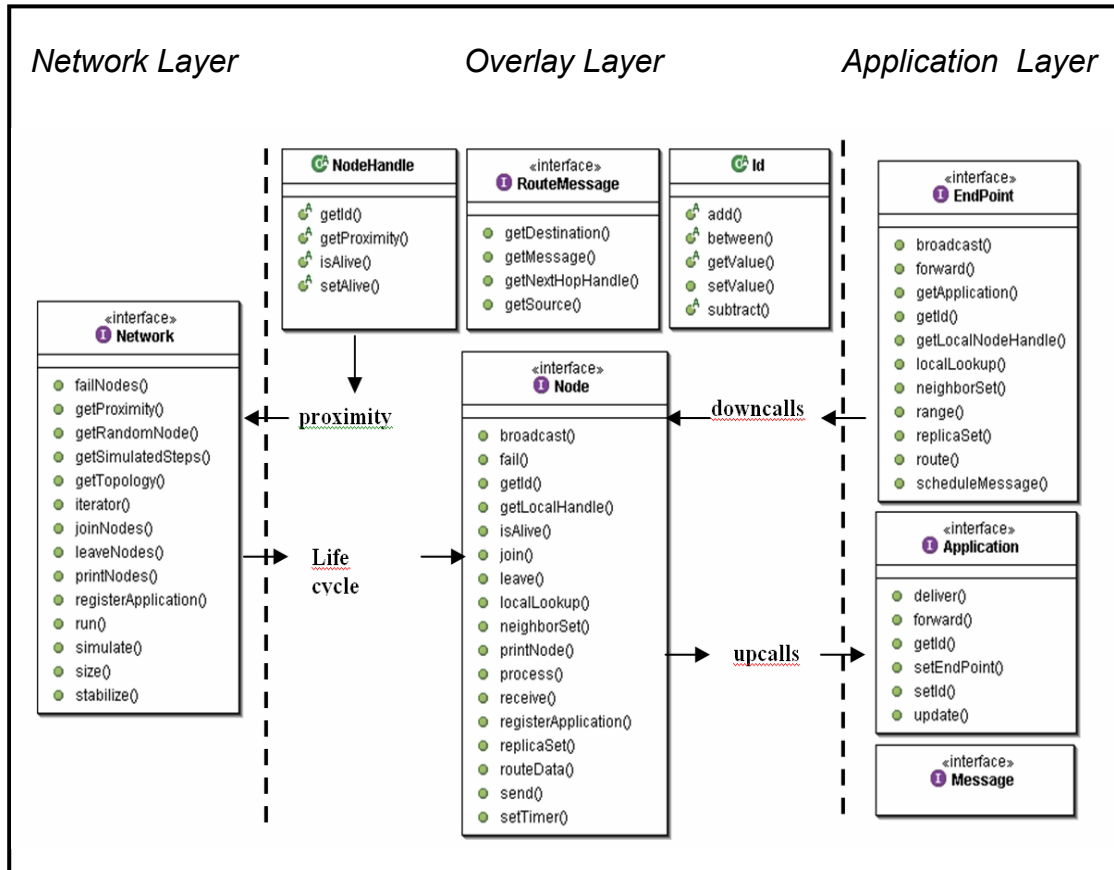 Network Layer
Overlay Layer
Application Layer
NodeHandle
getId()
getProximity()
isAlive()
setAlive()
«interface»
RouteMessage
getDestination()
getMessage()
getNextHopHandle()
getSource()
Id
add()
between()
getValue()
setValue()
subtract()
«interface»
EndPoint
broadcast()
forward()
getApplication()
getId()
getLocalNodeHandle()
localLookup()
neighborSet()
range()
replicaSet()
route()
scheduleMessage()
«interface»
Network
failNodes()
getProximity()
getRandomNode()
getSimulatedSteps()
getTopology()
iterator()
joinNodes()
leaveNodes()
printNodes()
registerApplication()
run()
simulate()
size()
stabilize()
proximity
Life
cycle
«interface»
Node
broadcast()
fail()
getId()
getLocalHandle()
isAlive()
join()
leave()
localLookup()
neighborSet()
printNode()
process()
receive()
registerApplication()
replicaSet()
routeData()
send()
setTimer()
downcalls
upcalls
«interface»
Application
deliver()
forward()
getId()
setEndPoint()
setId()
update()
«interface»
Message